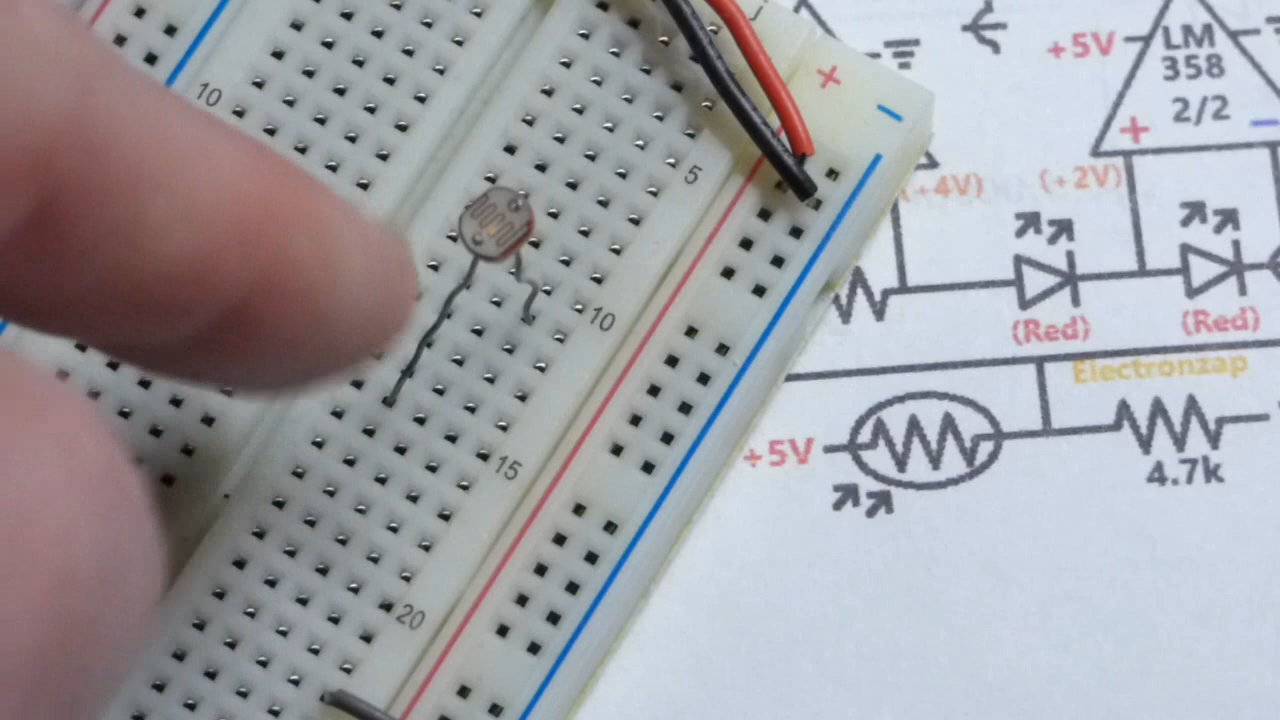 10
5
10
15
20
+
−
j
+5V
LM
358
2/2
+
−
(+4V)
(+2V)
(Red)
(Red)
Electronzap
+5V
4.7k